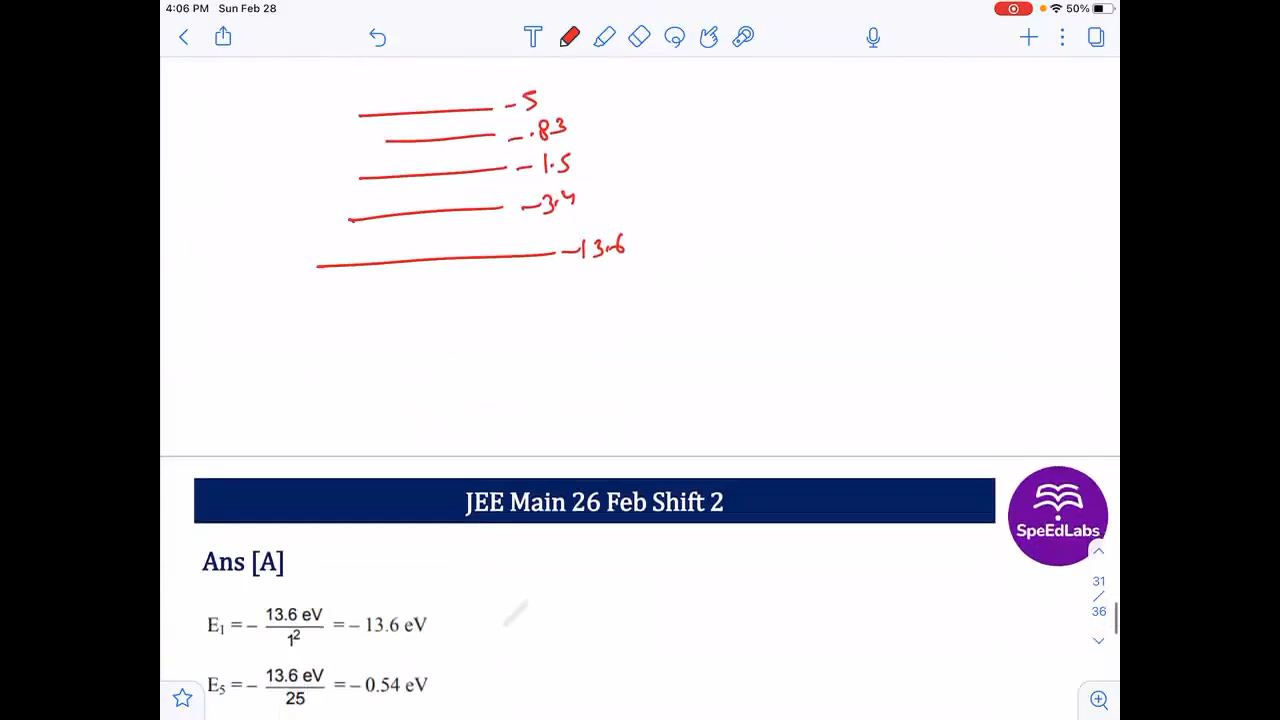 4:06 PM Sun Feb 28
50%
T
-5
-.83
-1.5
-3.4
-13.6
JEE Main 26 Feb Shift 2
SpeEdLabs
Ans [A]
31
/
36
E₁ = – 13.6 eV / 1² = – 13.6 eV
E₅ = – 13.6 eV / 25 = – 0.54 eV